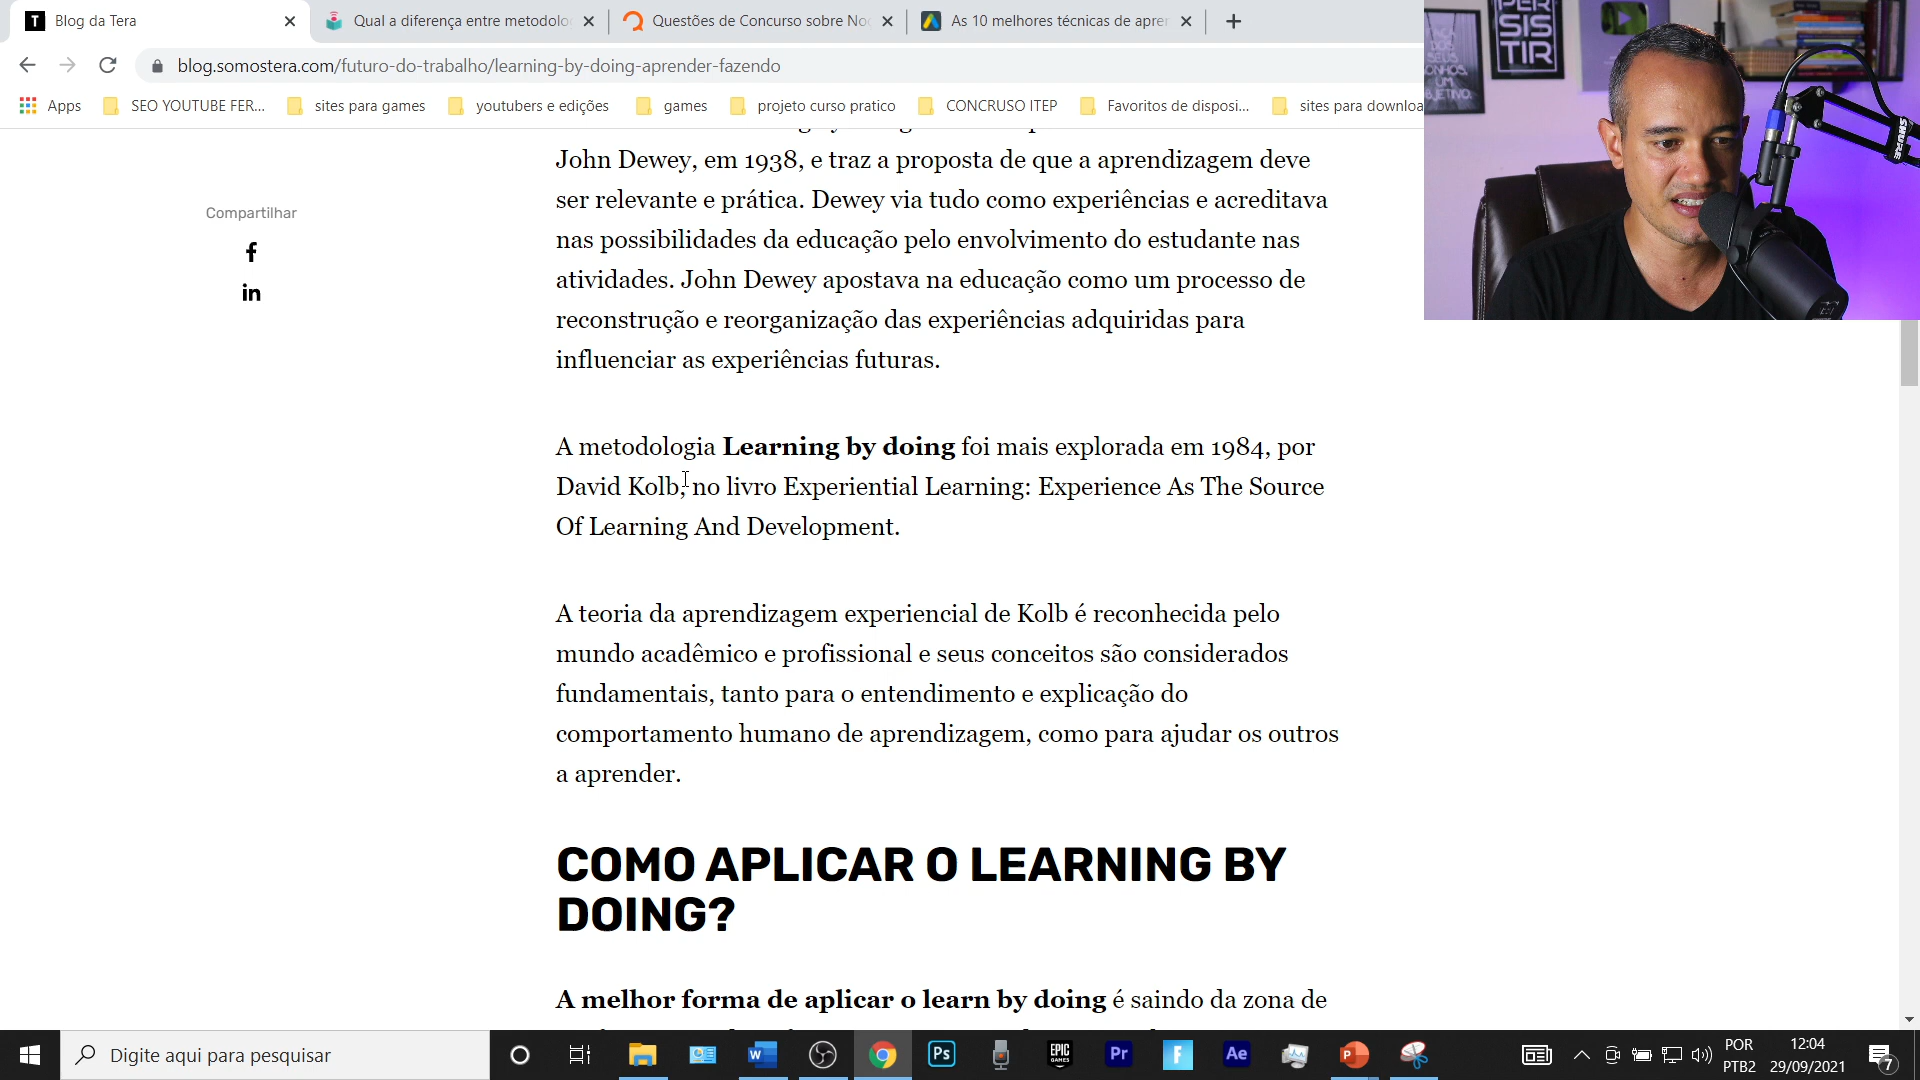 Blog da Tera
Qual a diferença entre metodolo
Questões de Concurso sobre No
As 10 melhores técnicas de apre
blog.somostera.com/futuro-do-trabalho/learning-by-doing-aprender-fazendo
Apps
SEO YOUTUBE FER...
sites para games
youtubers e edições
games
projeto curso pratico
CONCRUSO ITEP
Favoritos de disposi...
sites para downloa
PER
SIS
TIR
SHURE
Compartilhar
John Dewey, em 1938, e traz a proposta de que a aprendizagem deve
ser relevante e prática. Dewey via tudo como experiências e acreditava
nas possibilidades da educação pelo envolvimento do estudante nas
atividades. John Dewey apostava na educação como um processo de
reconstrução e reorganização das experiências adquiridas para
influenciar as experiências futuras.
A metodologia Learning by doing foi mais explorada em 1984, por
David Kolb, no livro Experiential Learning: Experience As The Source
Of Learning And Development.
A teoria da aprendizagem experiencial de Kolb é reconhecida pelo
mundo acadêmico e profissional e seus conceitos são considerados
fundamentais, tanto para o entendimento e explicação do
comportamento humano de aprendizagem, como para ajudar os outros
a aprender.
COMO APLICAR O LEARNING BY
DOING?
A melhor forma de aplicar o learn by doing é saindo da zona de
Digite aqui para pesquisar
Ps
EPIC
GAMES
Pr
Ae
POR
PTB2
12:04
29/09/2021
7